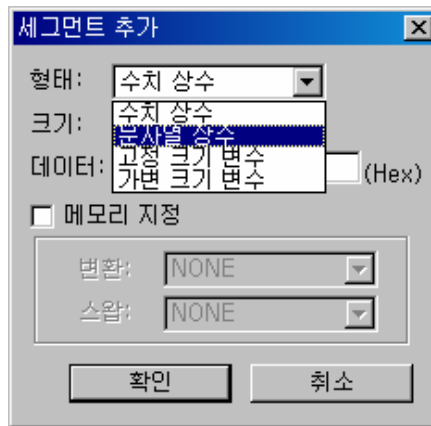 세그먼트 추가
형태: 수치 상수
수치 상수
크기:
문자열 상수
고정 크기 변수
데이터: (Hex)
가변 크기 변수
메모리 지정
변환: NONE
스왑: NONE
확인 취소